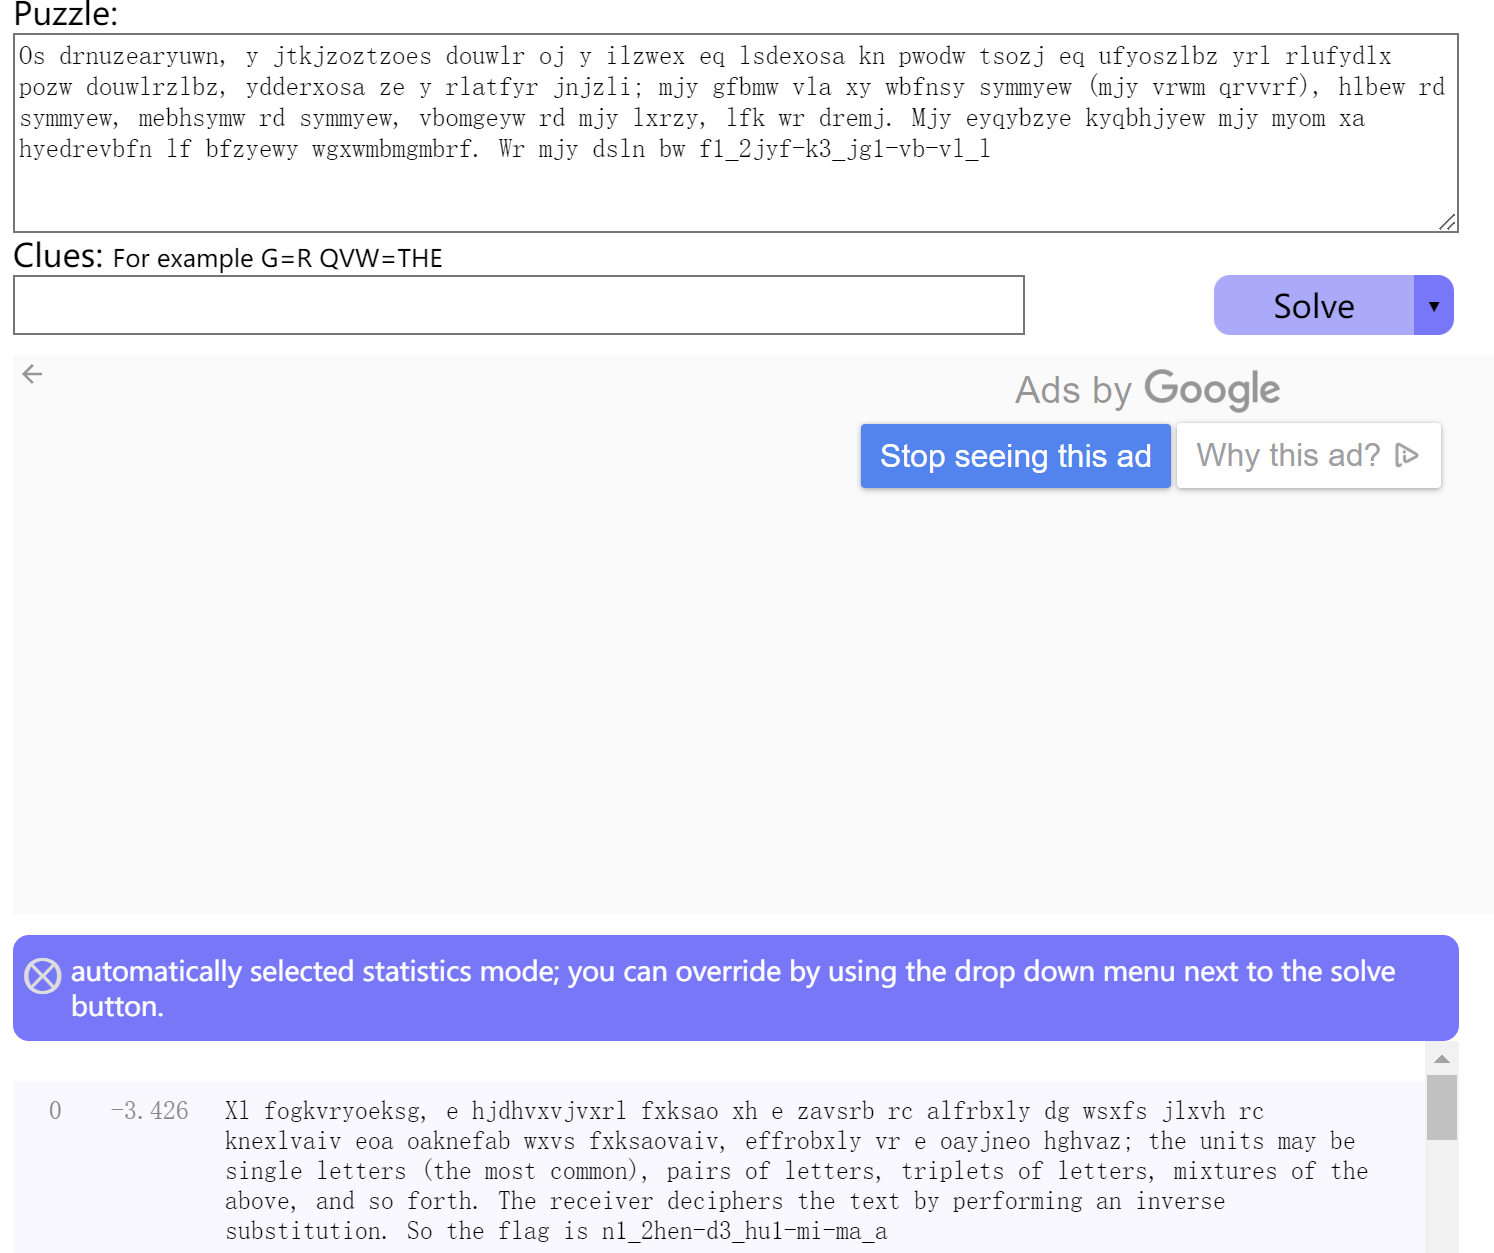 Puzzle:
Os drnuzearyuwn, y jtkjzoztzoes douwlr oj y ilzwex eq lsdexosa kn pwodw tsozj eq ufyoszlbz yrl rlufydlx
pozw douwlrzlbz, ydderxosa ze y rlatfyr jnjzli; mjy gfbmw vla xy wbfnsy symmyew (mjy vrwm qrvvrf), hlbew rd
symmyew, mebhsymw rd symmyew, vbomgeyw rd mjy lxrzy, lfk wr dremj. Mjy eyqybzye kyqbhjyew mjy myom xa
hyedrevbfn lf bfzyewy wgxwmbmgmbrf. Wr mjy dsln bw f1_2jyf-k3_jg1-vb-vl_l
Clues: For example G=R QVW=THE
Solve
Ads by Google
Stop seeing this ad
Why this ad?
automatically selected statistics mode; you can override by using the drop down menu next to the solve
button.
0 -3.426 Xl fogkvryoeksg, e hjdhvxvjvxrl fxksao xh e zavsrb rc alfrbxly dg wsxfs jlxvh rc
knexlvaiv eoa oaknefab wxvs fxksaovaiv, effrobxly vr e oayjneo hghvaz; the units may be
single letters (the most common), pairs of letters, triplets of letters, mixtures of the
above, and so forth. The receiver deciphers the text by performing an inverse
substitution. So the flag is n1_2hen-d3_hu1-mi-ma_a